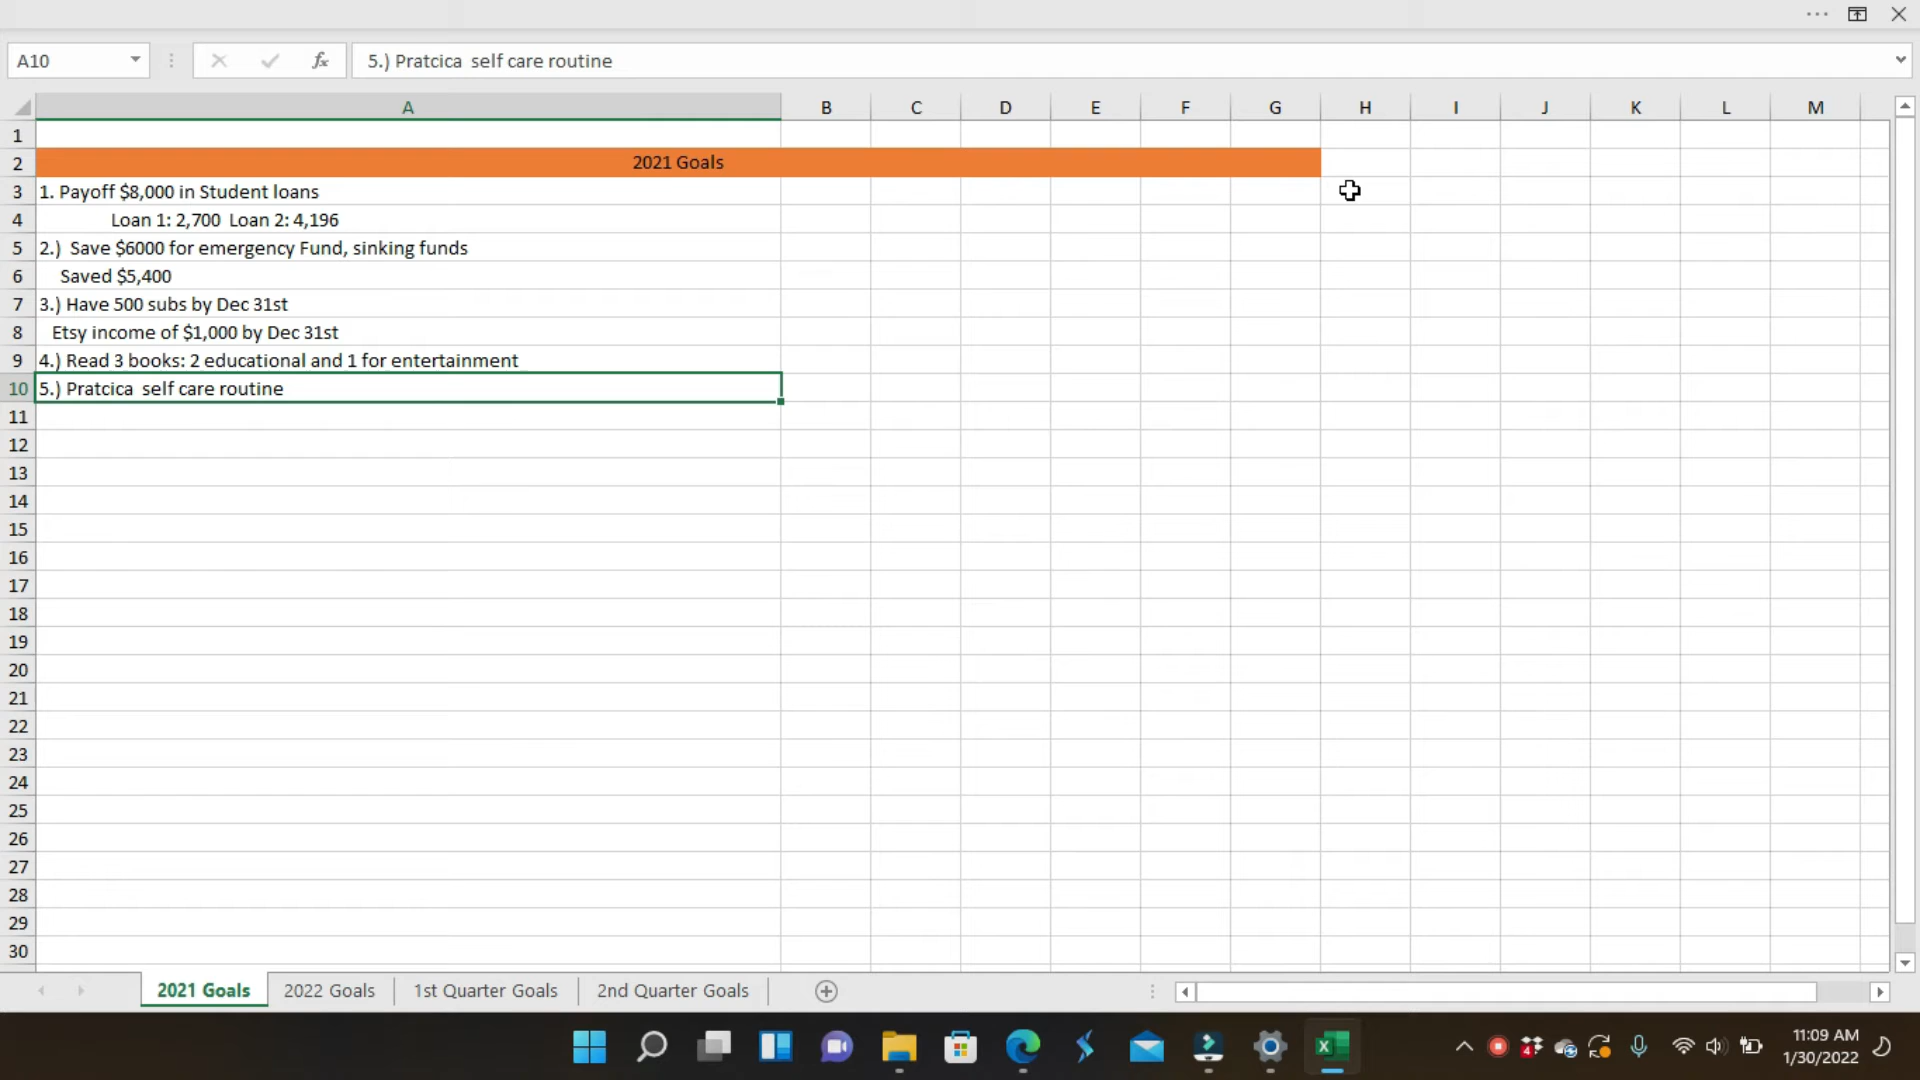 A10
fx
5.) Pratcica  self care routine
A B C D E F G H I J K L M
1
2 2021 Goals
3 1. Payoff $8,000 in Student loans
4 Loan 1: 2,700  Loan 2: 4,196
5 2.)  Save $6000 for emergency Fund, sinking funds
6 Saved $5,400
7 3.) Have 500 subs by Dec 31st
8 Etsy income of $1,000 by Dec 31st
9 4.) Read 3 books: 2 educational and 1 for entertainment
10 5.) Pratcica  self care routine
11
12
13
14
15
16
17
18
19
20
21
22
23
24
25
26
27
28
29
30
2021 Goals 2022 Goals 1st Quarter Goals 2nd Quarter Goals
11:09 AM
1/30/2022